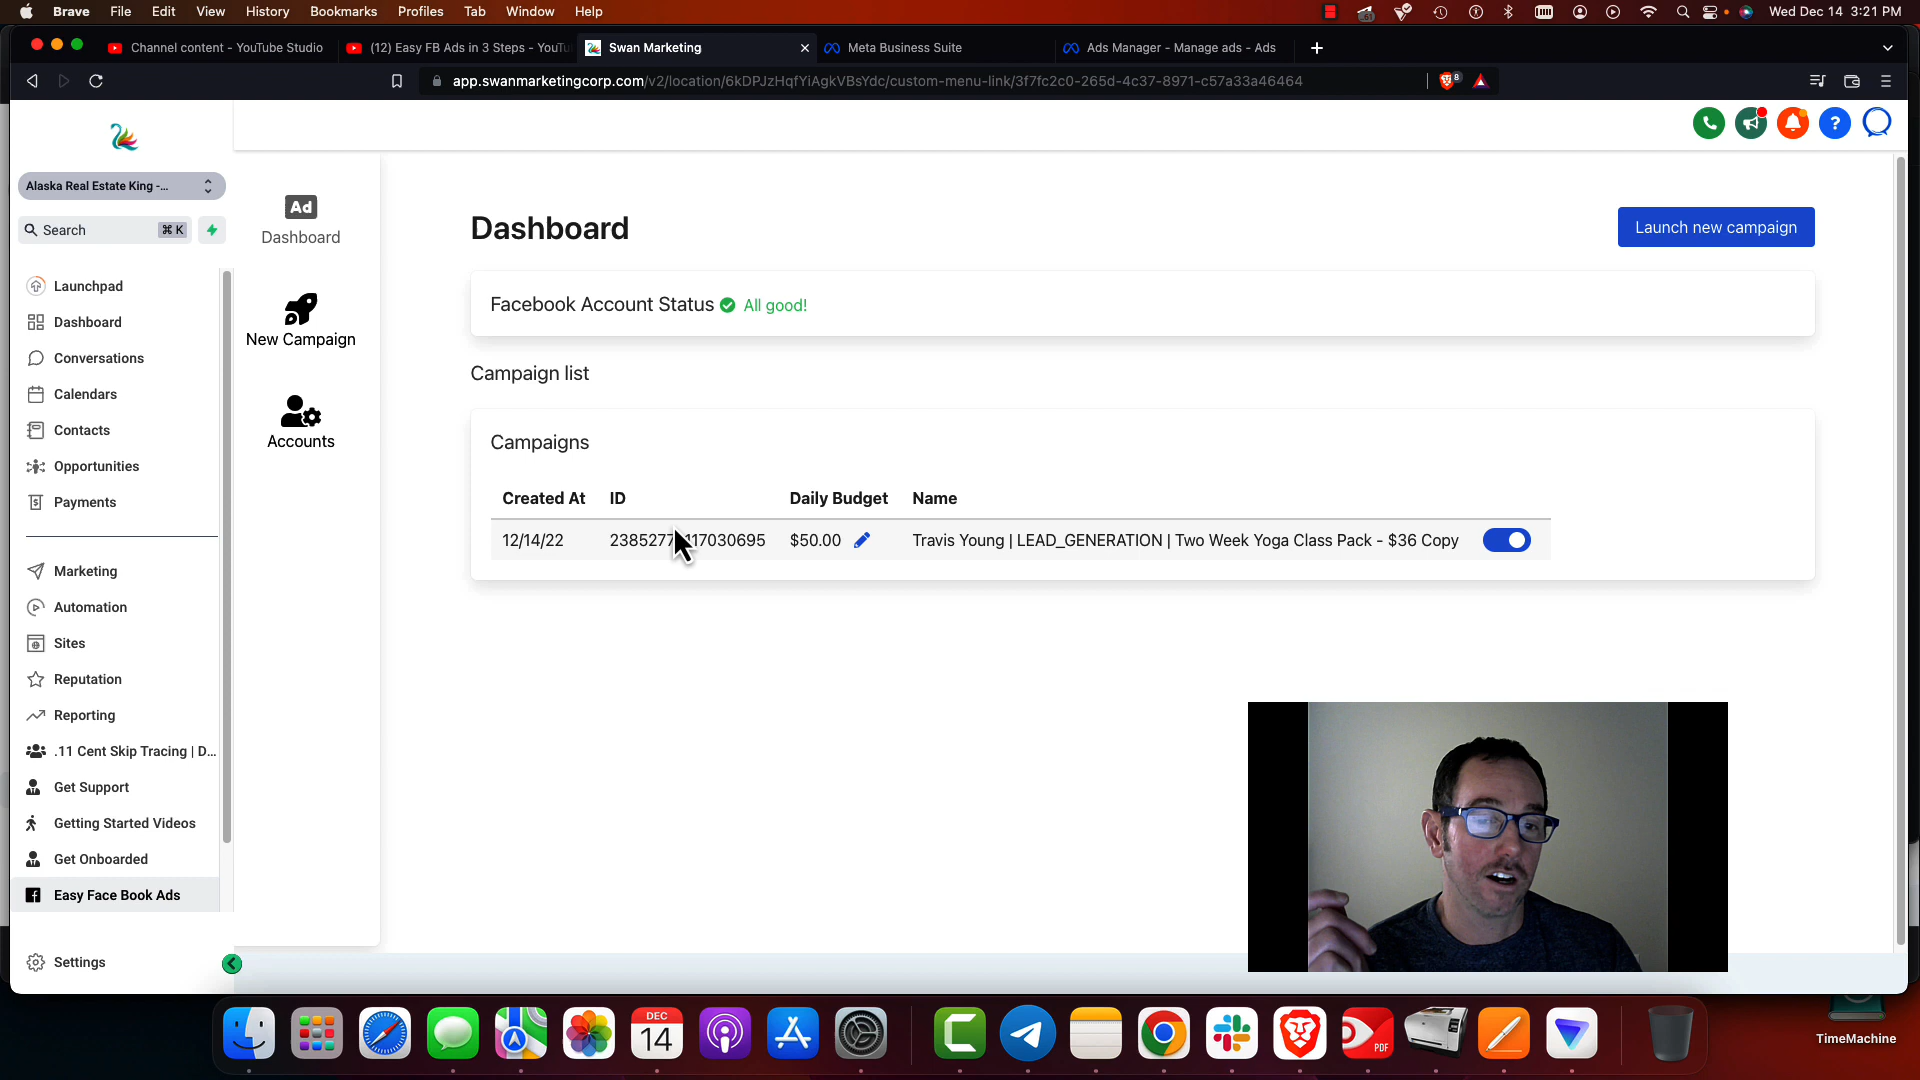 Brave File Edit View History Bookmarks Profiles Tab Window Help Wed Dec 14 3:21 PM
Channel content - YouTube Studio (12) Easy FB Ads in 3 Steps - YouTu Swan Marketing Meta Business Suite Ads Manager - Manage ads - Ads
app.swanmarketingcorp.com/v2/location/6kDPJzHqfYiAgkVBsYdc/custom-menu-link/3f7fc2c0-265d-4c37-8971-c57a33a46464 8
Alaska Real Estate King -...
Search ⌘ K
Launchpad
Dashboard
Conversations
Calendars
Contacts
Opportunities
Payments
Marketing
Automation
Sites
Reputation
Reporting
.11 Cent Skip Tracing | D...
Get Support
Getting Started Videos
Get Onboarded
Easy Face Book Ads
Settings
Ad
Dashboard
New Campaign
Accounts
Dashboard
Launch new campaign
Facebook Account Status All good!
Campaign list
Campaigns
Created At ID Daily Budget Name
12/14/22 $50.00 Travis Young | LEAD_GENERATION | Two Week Yoga Class Pack - $36 Copy
DEC
14
PDF
TimeMachine